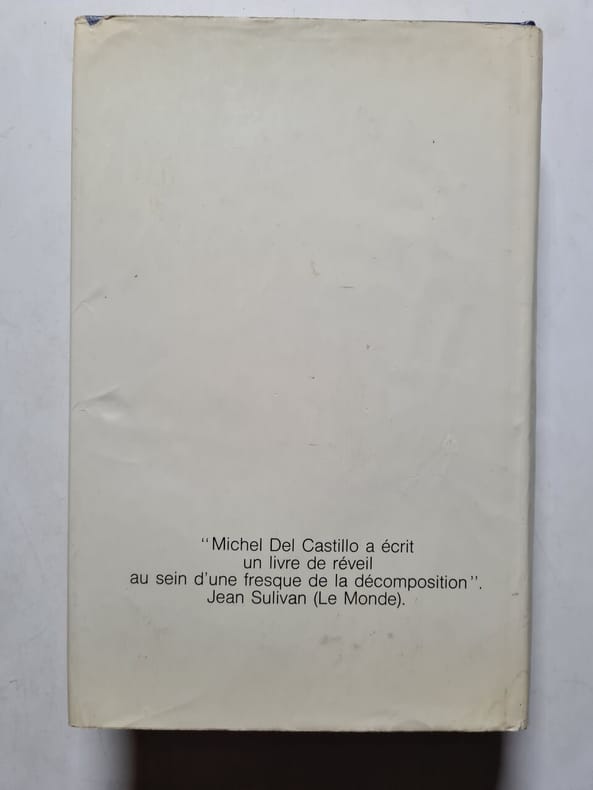 "Michel Del Castillo a écrit
un livre de réveil
au sein d'une fresque de la décomposition".
Jean Sulivan (Le Monde).